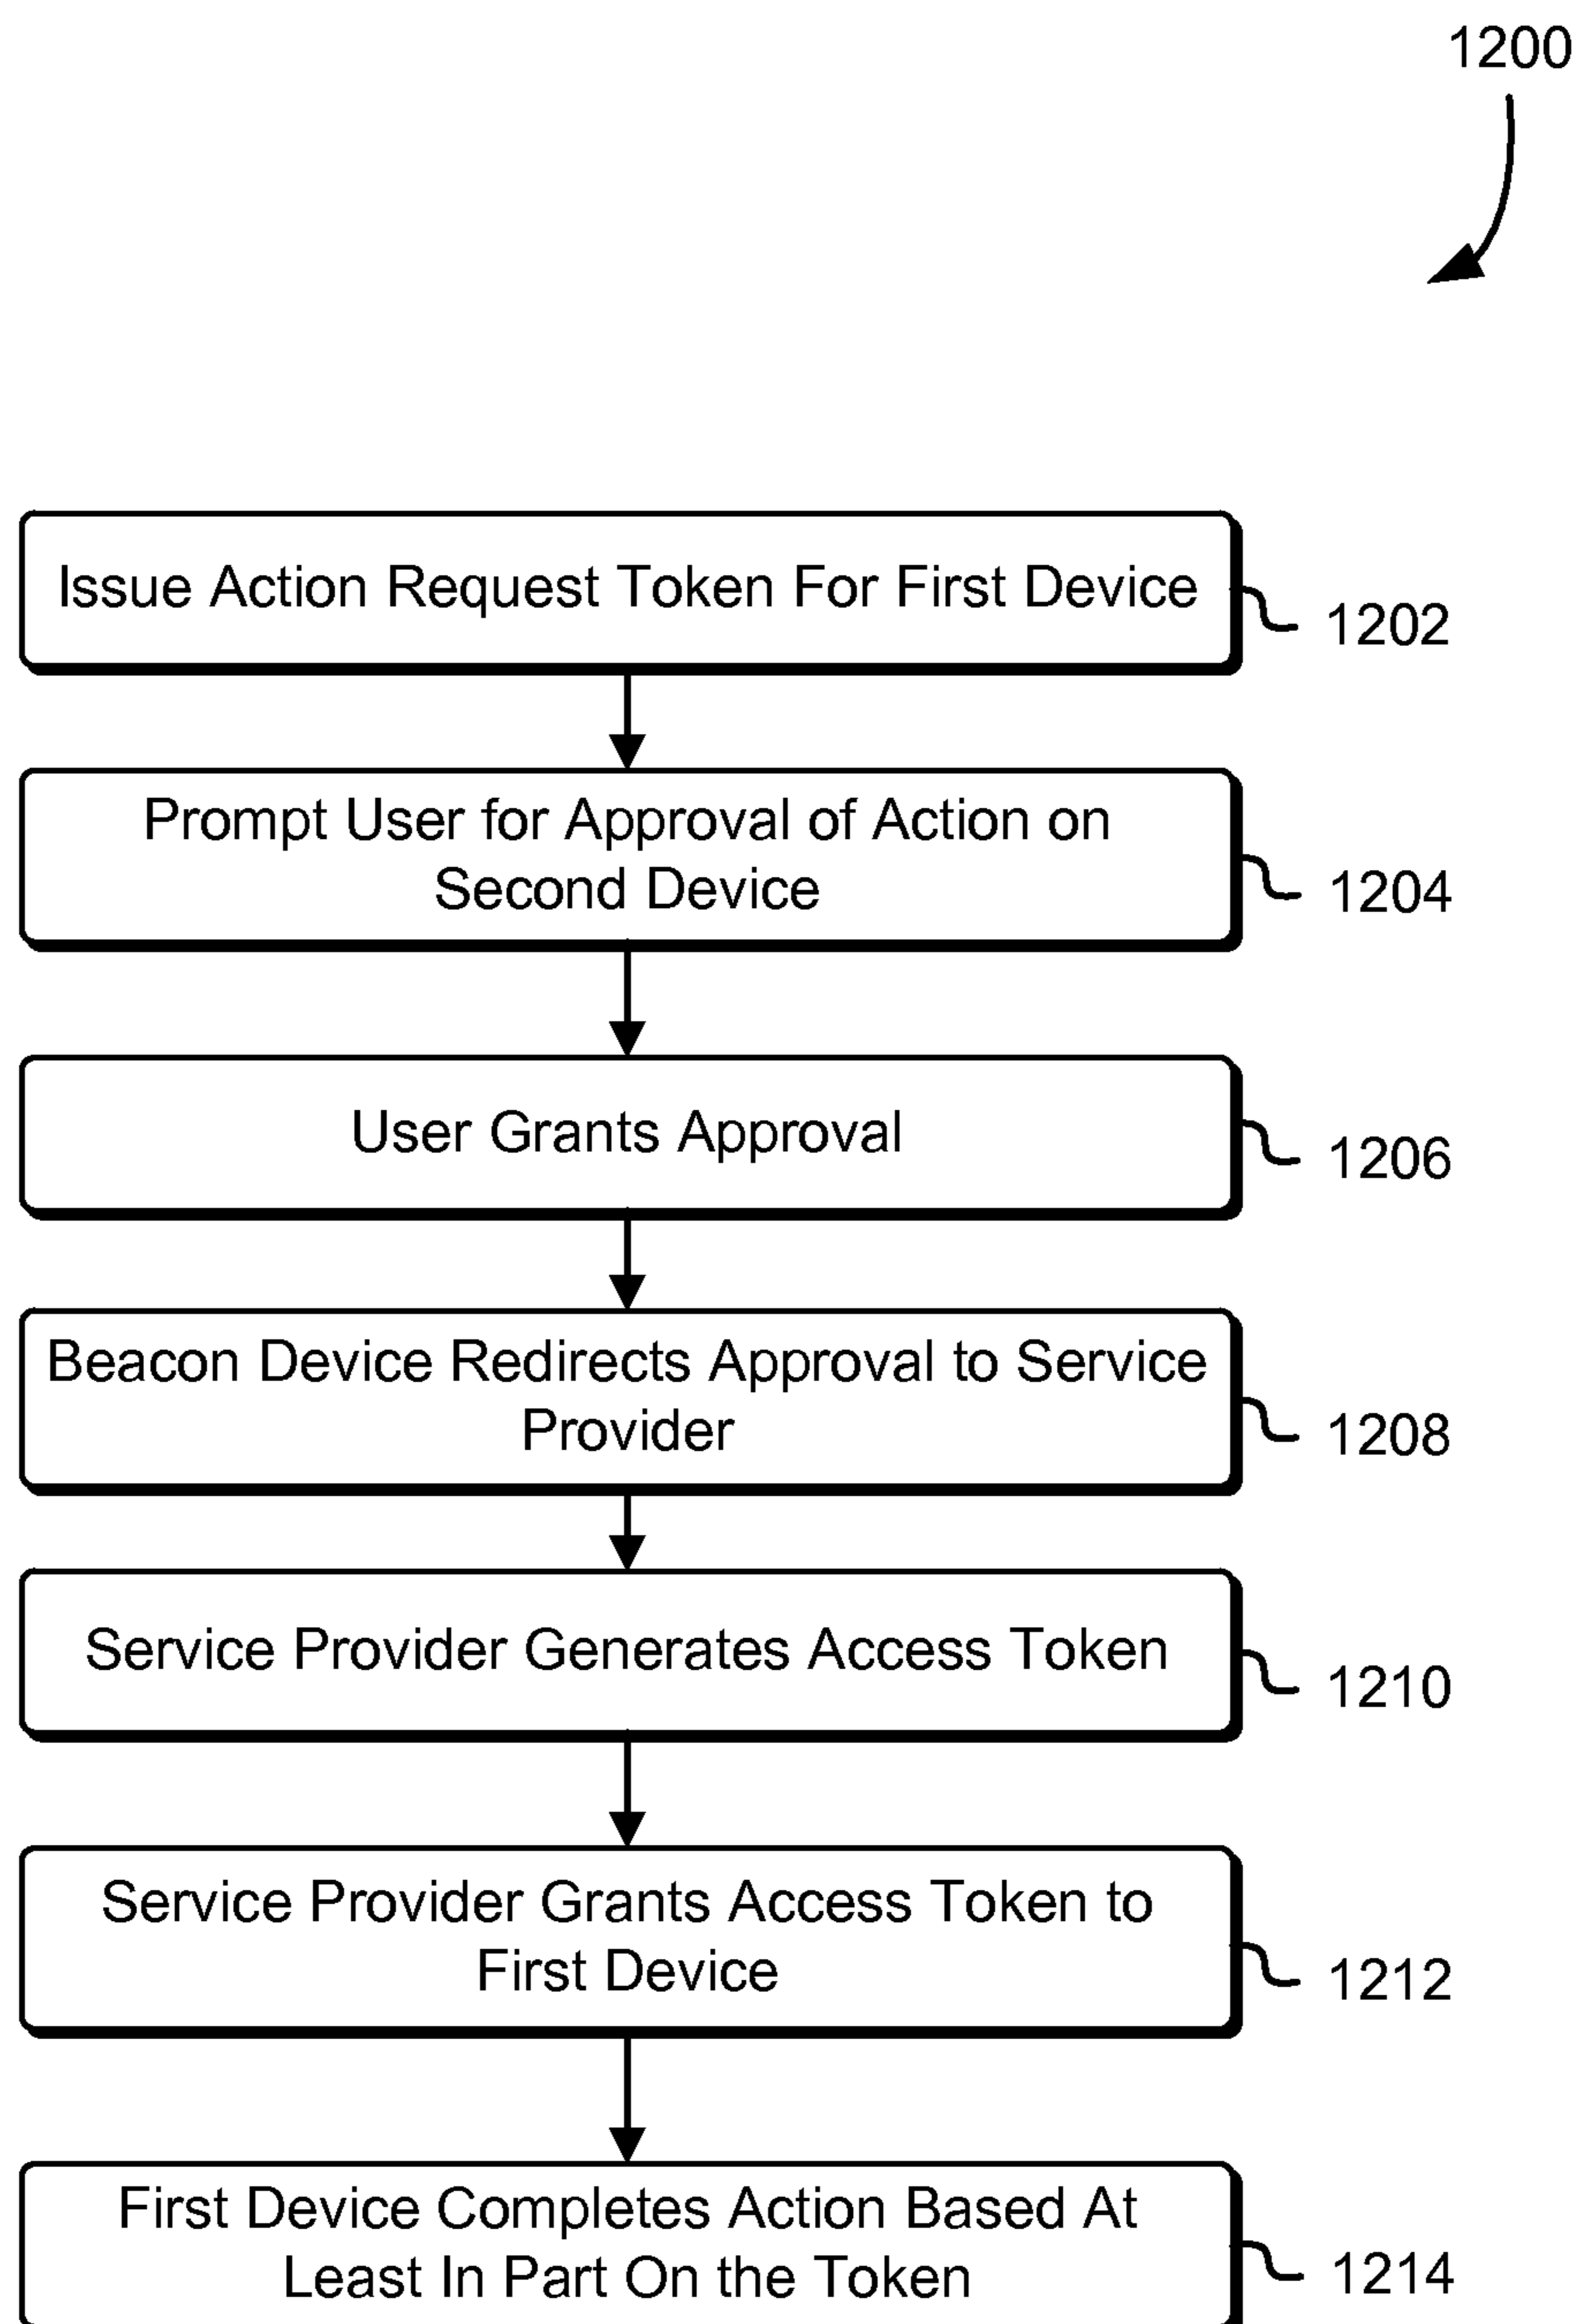 1200
Issue Action Request Token For First Device
1202
Prompt User for Approval of Action on
Second Device
1204
User Grants Approval
1206
Beacon Device Redirects Approval to Service
Provider
1208
Service Provider Generates Access Token
1210
Service Provider Grants Access Token to
First Device
1212
First Device Completes Action Based At
Least In Part On the Token
1214